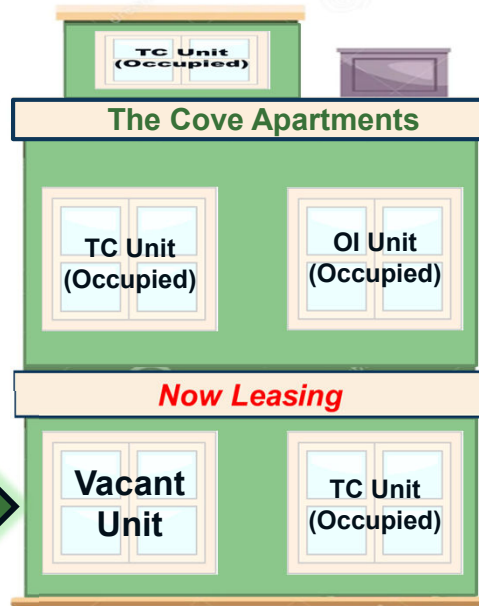 TC Unit
(Occupied)
The Cove Apartments
TC Unit
(Occupied)
OI Unit
(Occupied)
Now Leasing
Vacant
Unit
TC Unit
(Occupied)